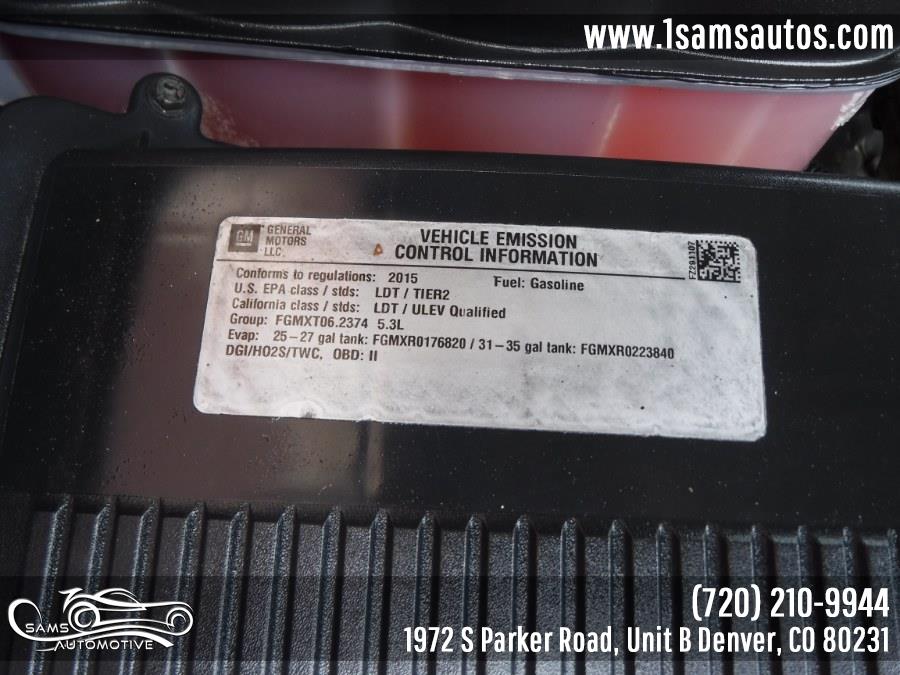 www.1samsautos.com
GM
GENERAL
MOTORS
LLC.
VEHICLE EMISSION
CONTROL INFORMATION
FZ291107
Conforms to regulations: 2015
Fuel: Gasoline
U.S. EPA class / stds: LDT / TIER2
California class / stds: LDT / ULEV Qualified
Group: FGMXT06.2374 5.3L
Evap: 25-27 gal tank: FGMXR0176820 / 31-35 gal tank: FGMXR0223840
DGI/HO2S/TWC, OBD: II
SAMS
AUTOMOTIVE
(720) 210-9944
1972 S Parker Road, Unit B Denver, CO 80231